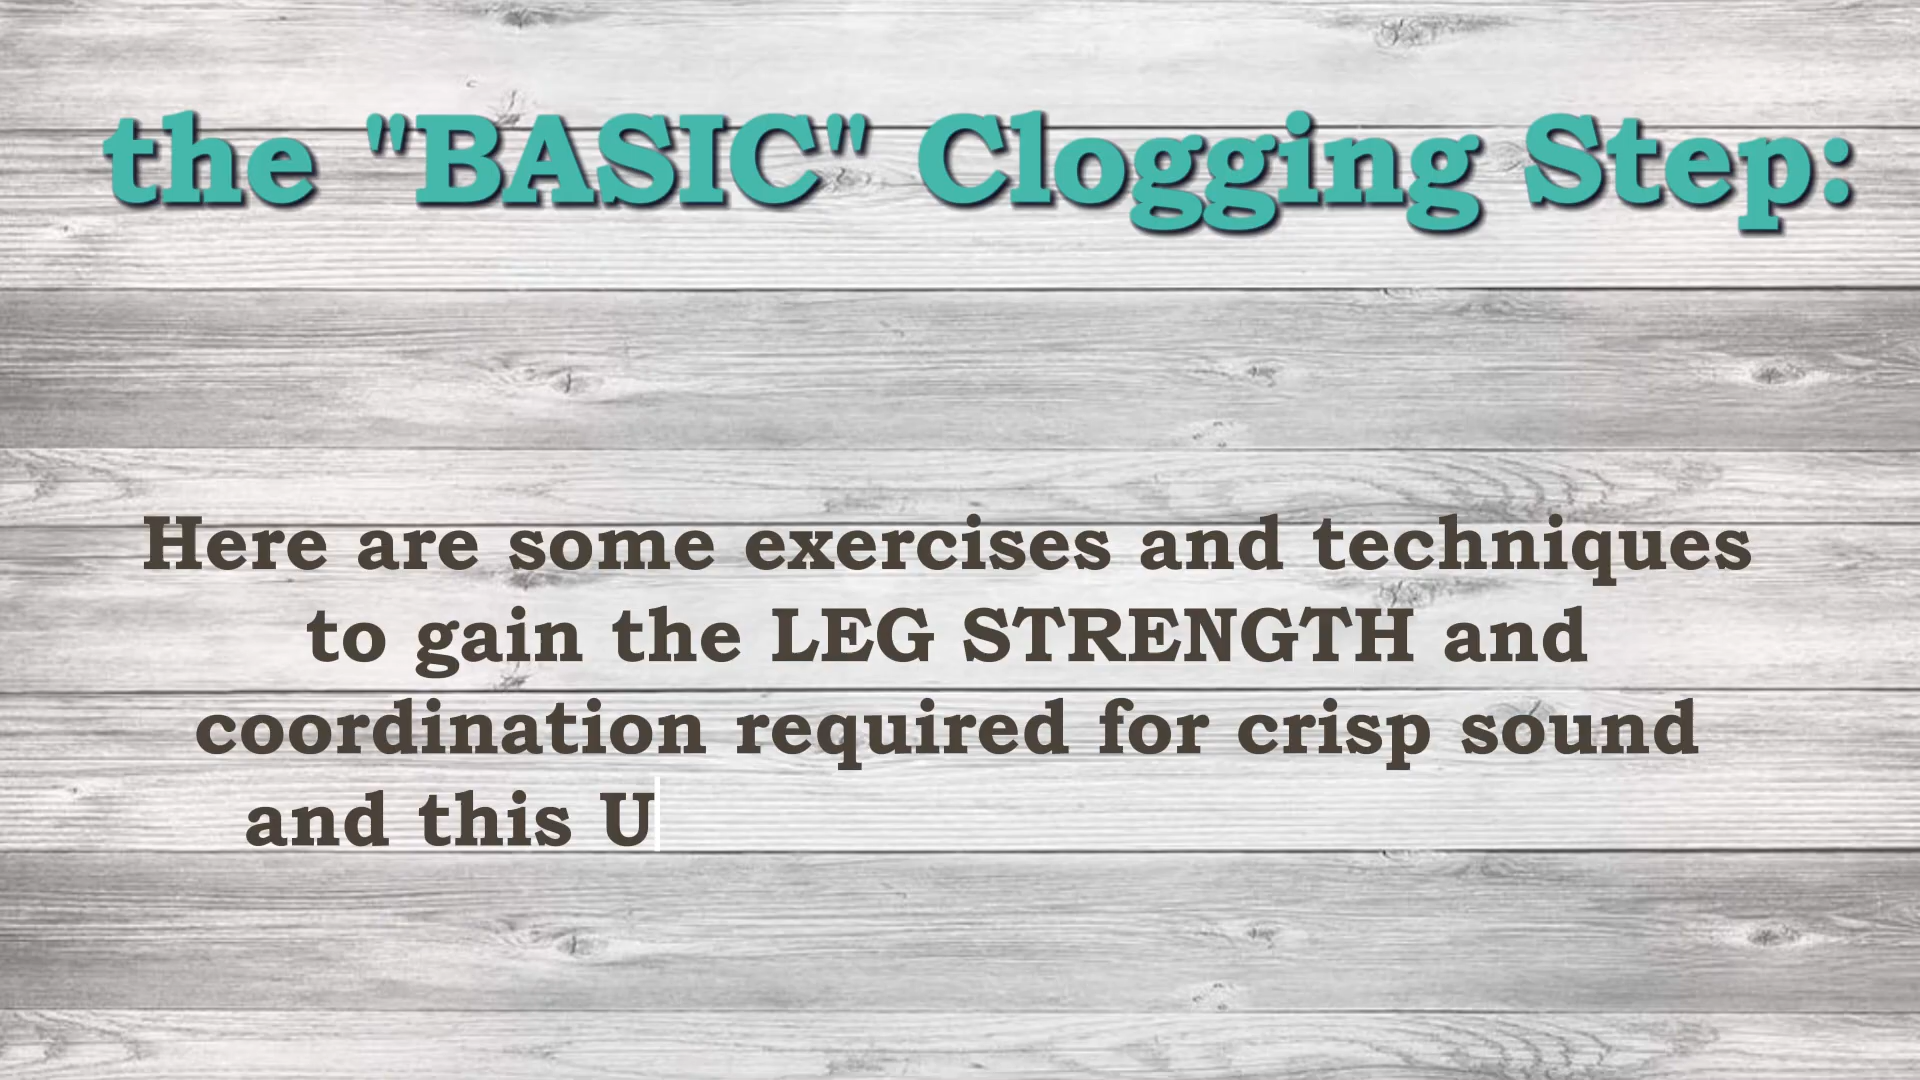 the "BASIC" Clogging Step:
Here are some exercises and techniques
to gain the LEG STRENGTH and
coordination required for crisp sound
and this U